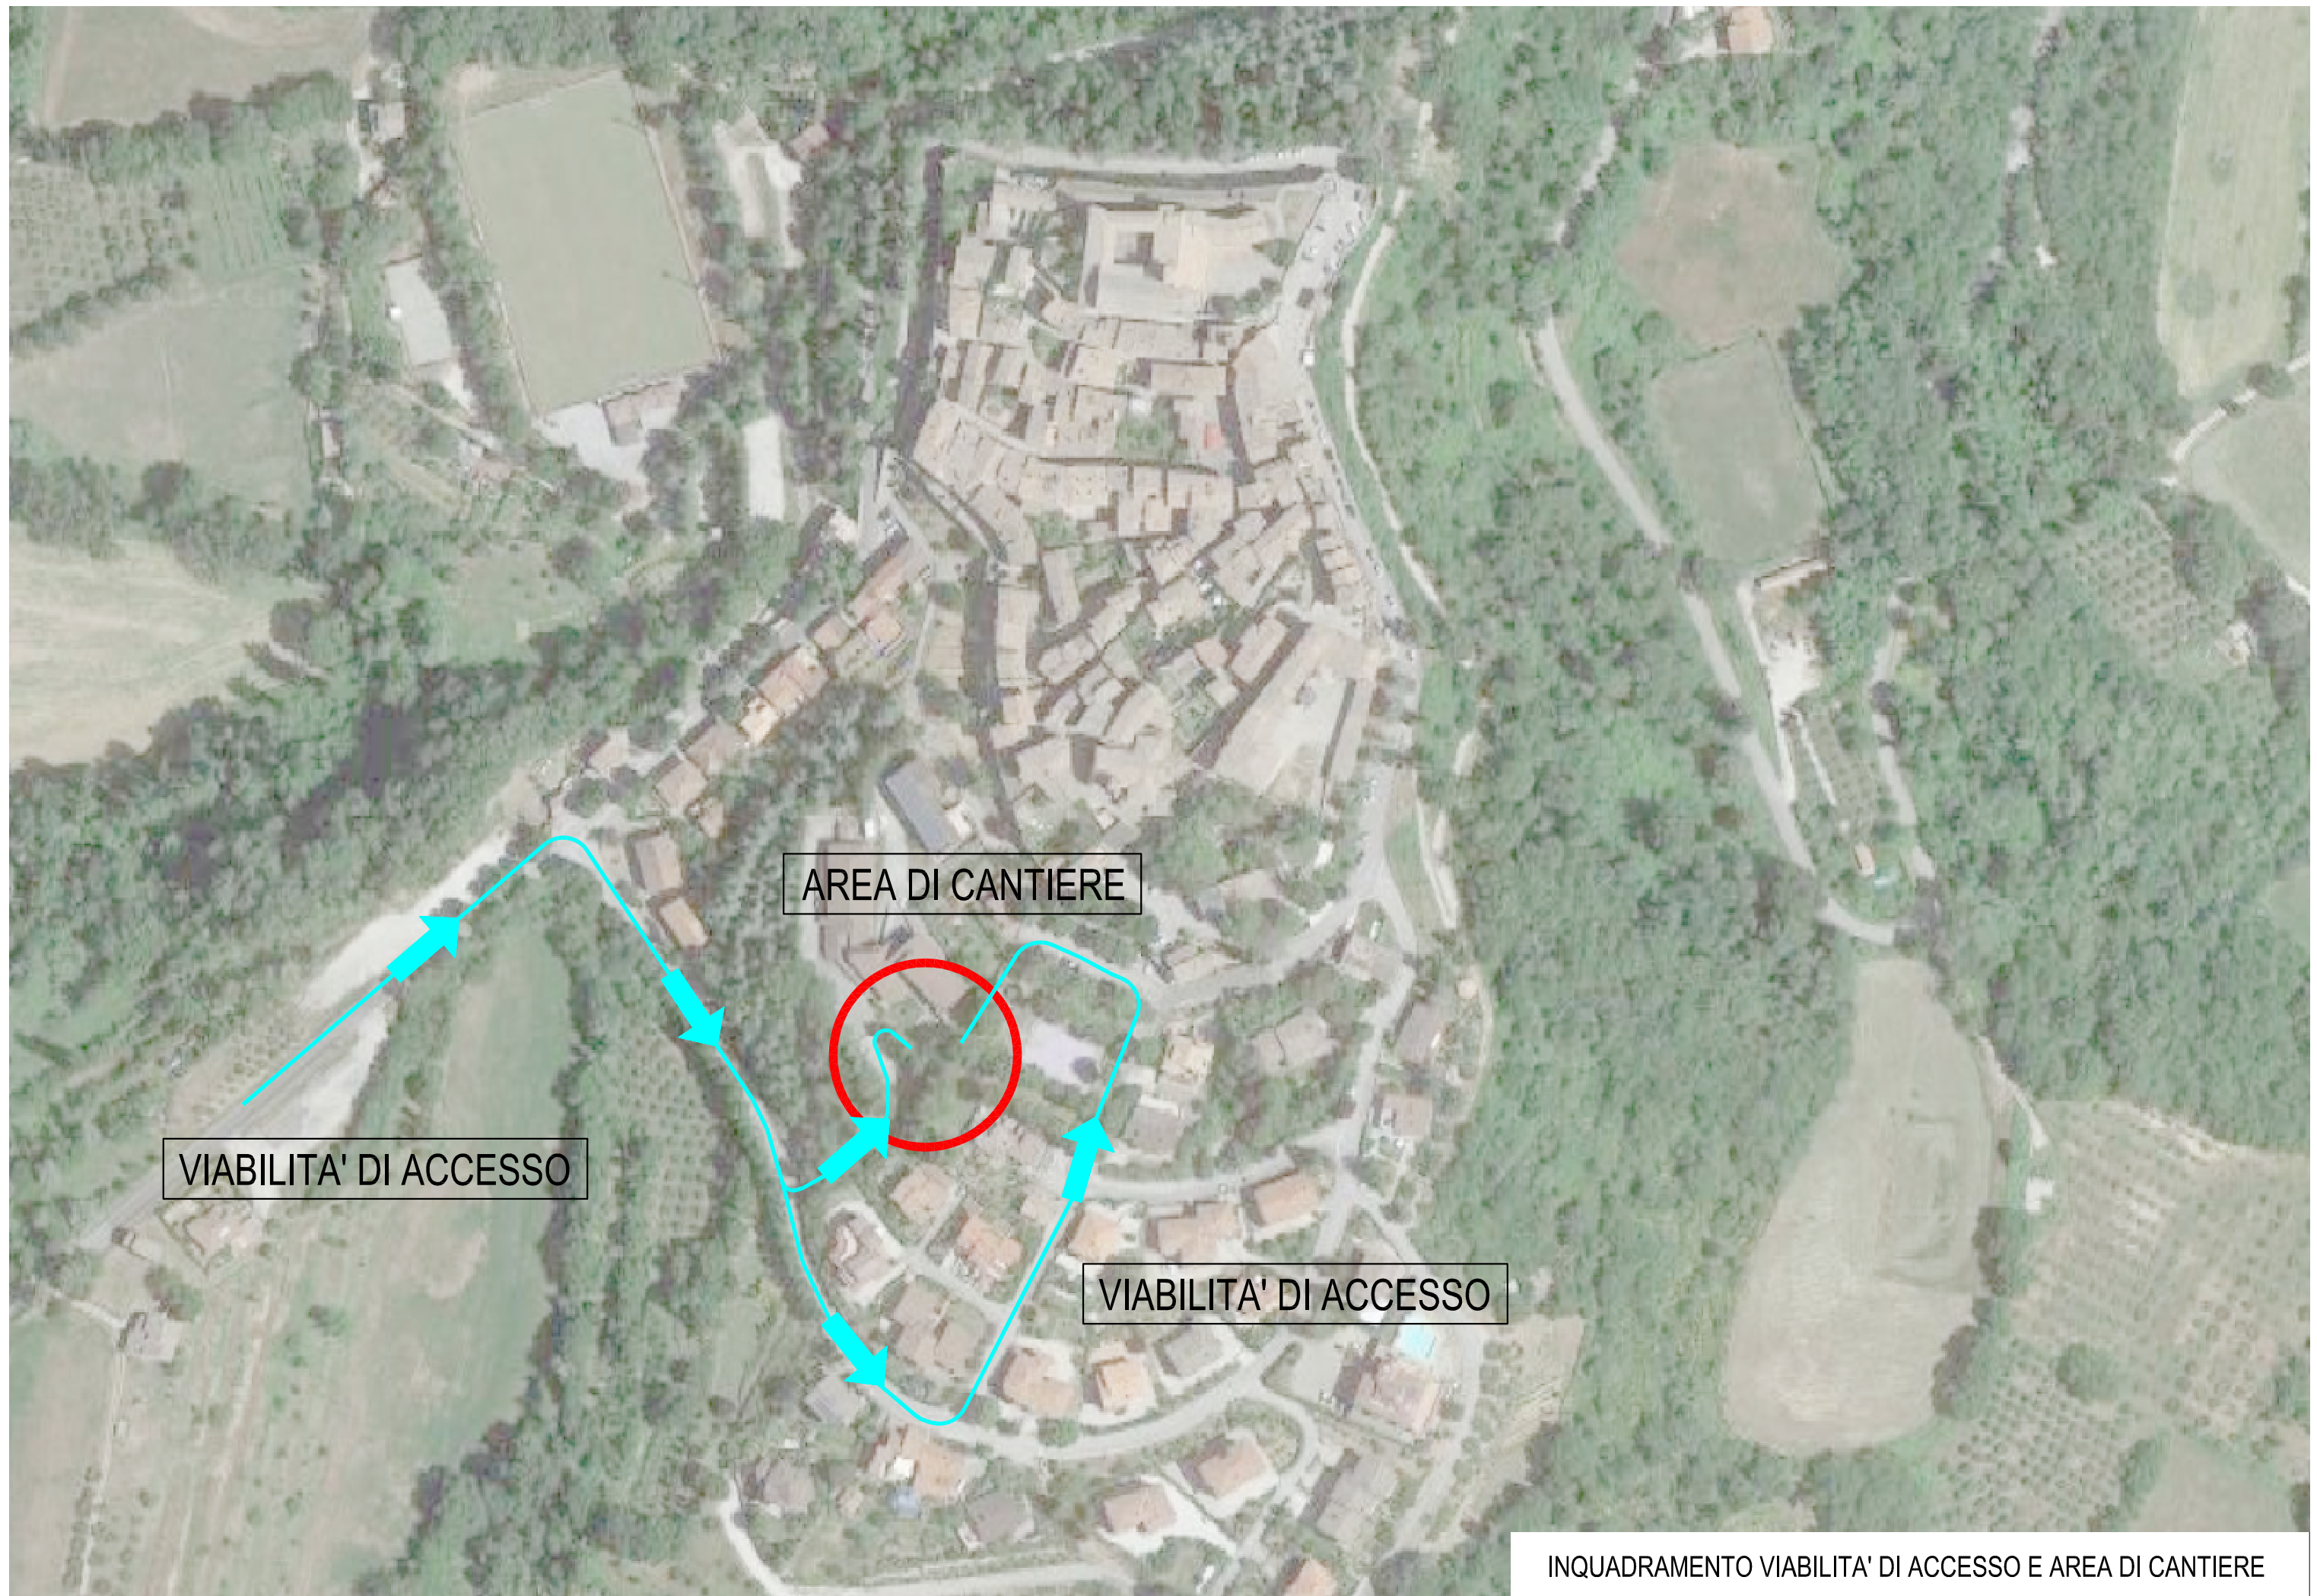 AREA DI CANTIERE
VIABILITA' DI ACCESSO
VIABILITA' DI ACCESSO
INQUADRAMENTO VIABILITA' DI ACCESSO E AREA DI CANTIERE